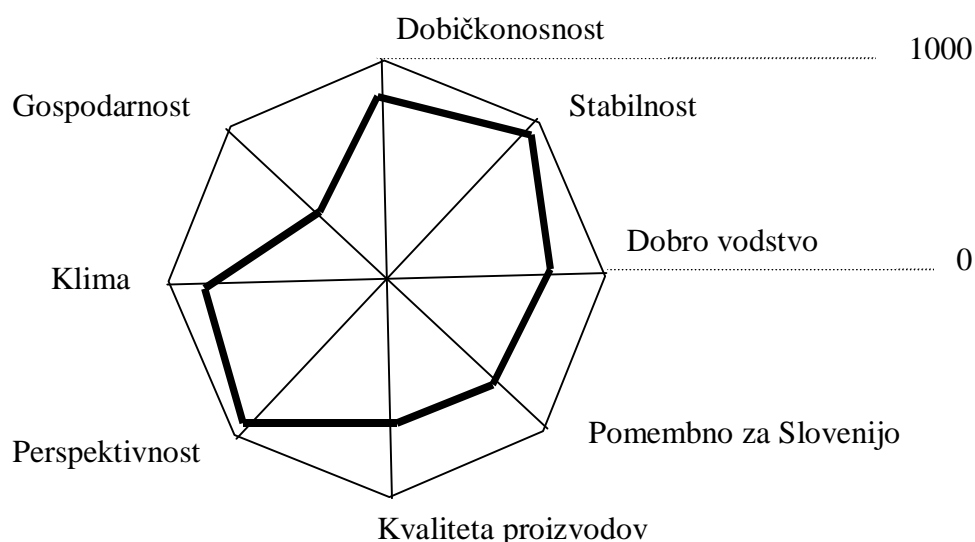 Dobičkonosnost
1000
Gospodarnost
Stabilnost
Dobro vodstvo
0
Klima
Pomembno za Slovenijo
Perspektivnost
Kvaliteta proizvodov